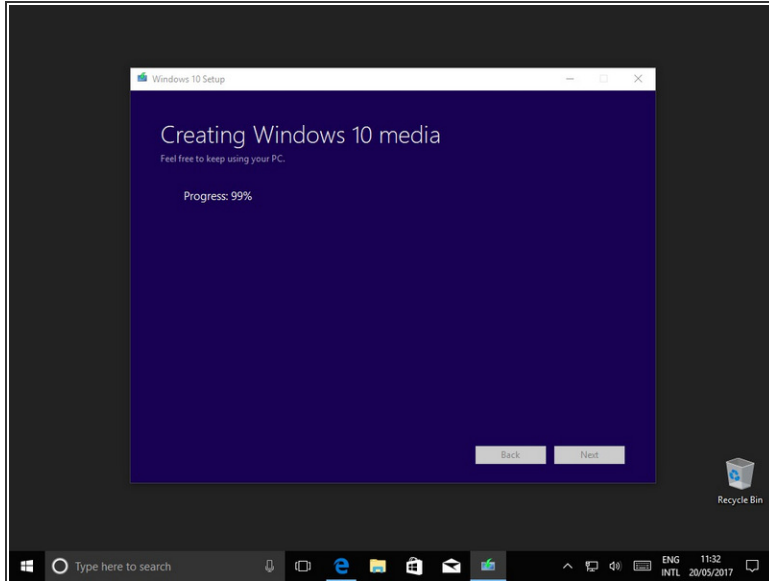 Windows 10 Setup
Creating Windows 10 media
Feel free to keep using your PC.
Progress: 99%
Back
Next
Recycle Bin
Type here to search
ENG
INTL
11:32
20/05/2017